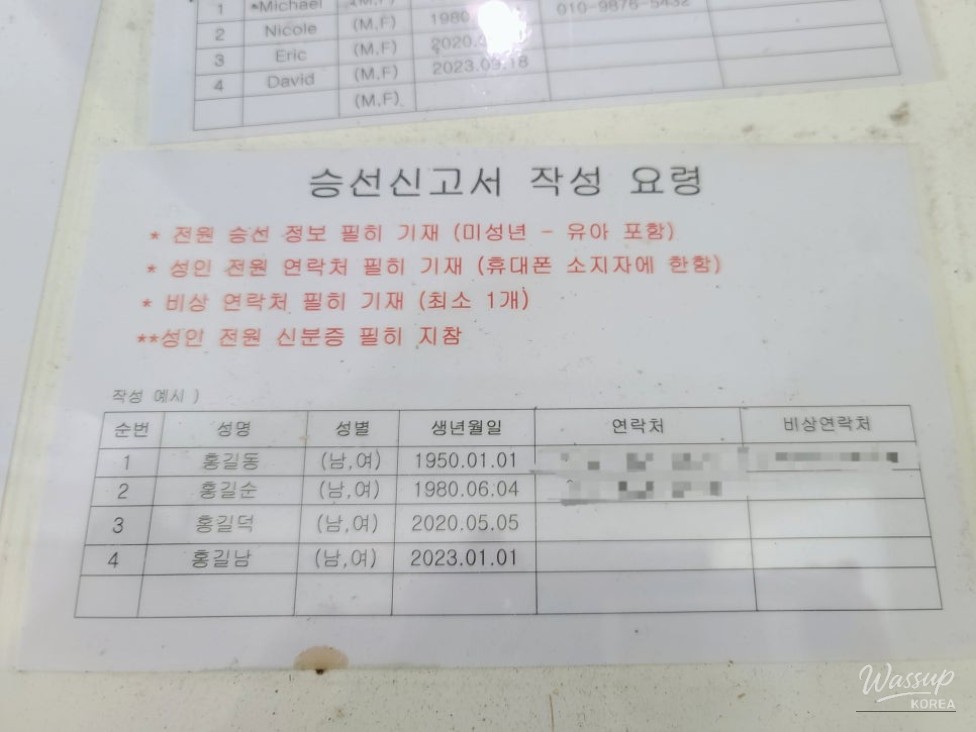 1 *Michael (M,F) 010-9876-5432
2 Nicole (M,F) 1980
3 Eric (M,F) 2020.0
4 David (M,F) 2023.03.18
(M,F)
승선신고서 작성 요령
* 전원 승선 정보 필히 기재 (미성년 - 유아 포함)
* 성인 전원 연락처 필히 기재 (휴대폰 소지자에 한함)
* 비상 연락처 필히 기재 (최소 1개)
**성인 전원 신분증 필히 지참
작성 예시 )
순번 성명 성별 생년월일 연락처 비상연락처
1 홍길동 (남,여) 1950.01.01
2 홍길순 (남,여) 1980.06.04
3 홍길덕 (남,여) 2020.05.05
4 홍길남 (남,여) 2023.01.01
Wassup
KOREA